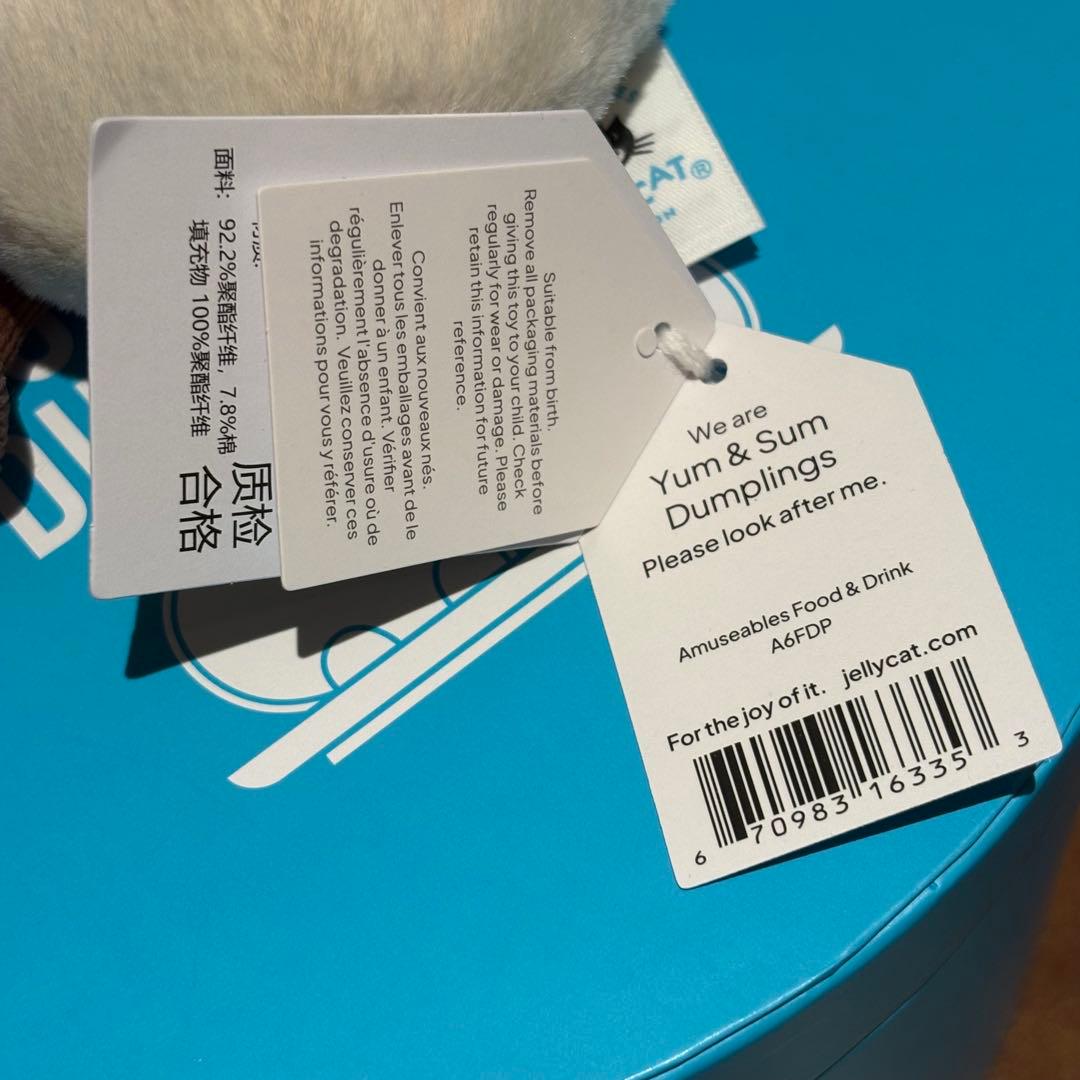 We are
Yum & Sum
Dumplings
Please look after me.
Amuseables Food & Drink
A6FDP
For the joy of it. jellycat.com
6 70983 16335 3
Suitable from birth.
Remove all packaging materials before
giving this toy to your child. Check
regularly for wear or damage. Please
retain this information for future
reference.
Convient aux nouveaux nés.
Enlever tous les emballages avant de le
donner à un enfant. Vérifier
régulièrement l'absence d'usure où de
degradation. Veuillez conserver ces
informations pour vous y référer.
面料: 92.2%聚酯纤维, 7.8%棉
填充物 100%聚酯纤维
质检
合格
CAT®